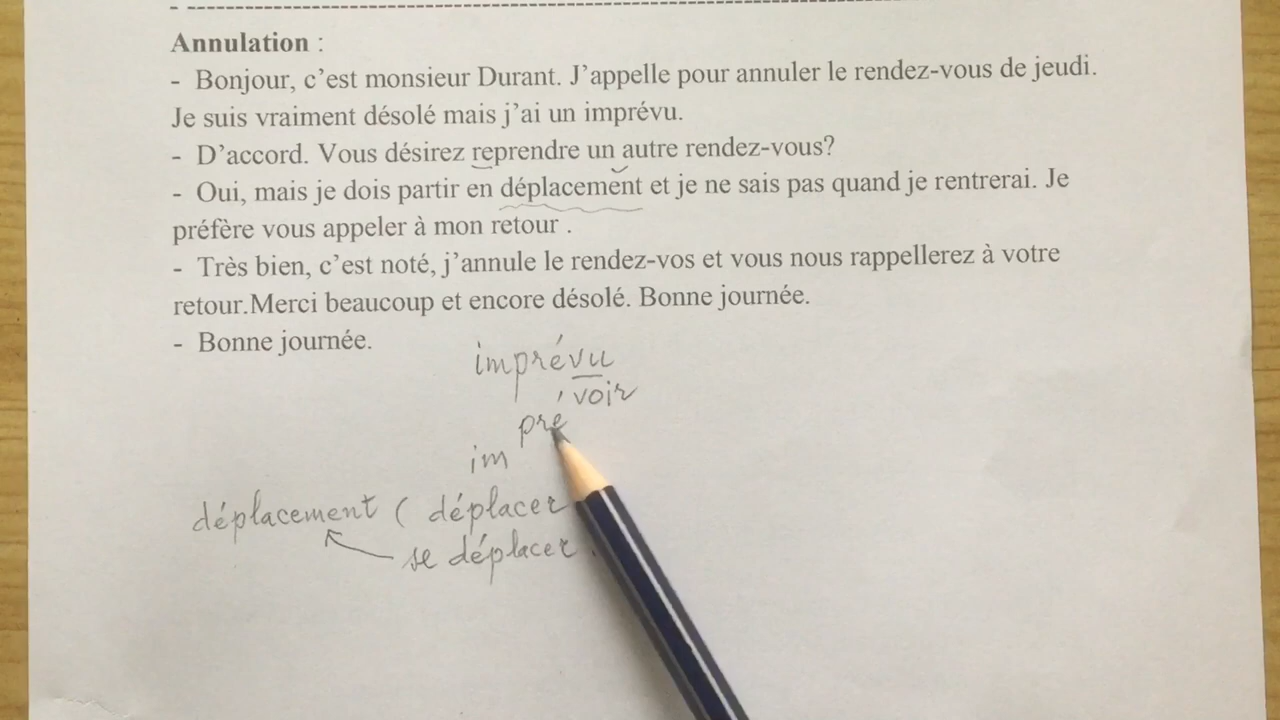 Annulation :
- Bonjour, c’est monsieur Durant. J’appelle pour annuler le rendez-vous de jeudi.
Je suis vraiment désolé mais j’ai un imprévu.
- D’accord. Vous désirez reprendre un autre rendez-vous?
- Oui, mais je dois partir en déplacement et je ne sais pas quand je rentrerai. Je
préfère vous appeler à mon retour .
- Très bien, c’est noté, j’annule le rendez-vos et vous nous rappellerez à votre
retour.Merci beaucoup et encore désolé. Bonne journée.
- Bonne journée.
imprévu
voir
pré
im
déplacement ( déplacer
se déplacer